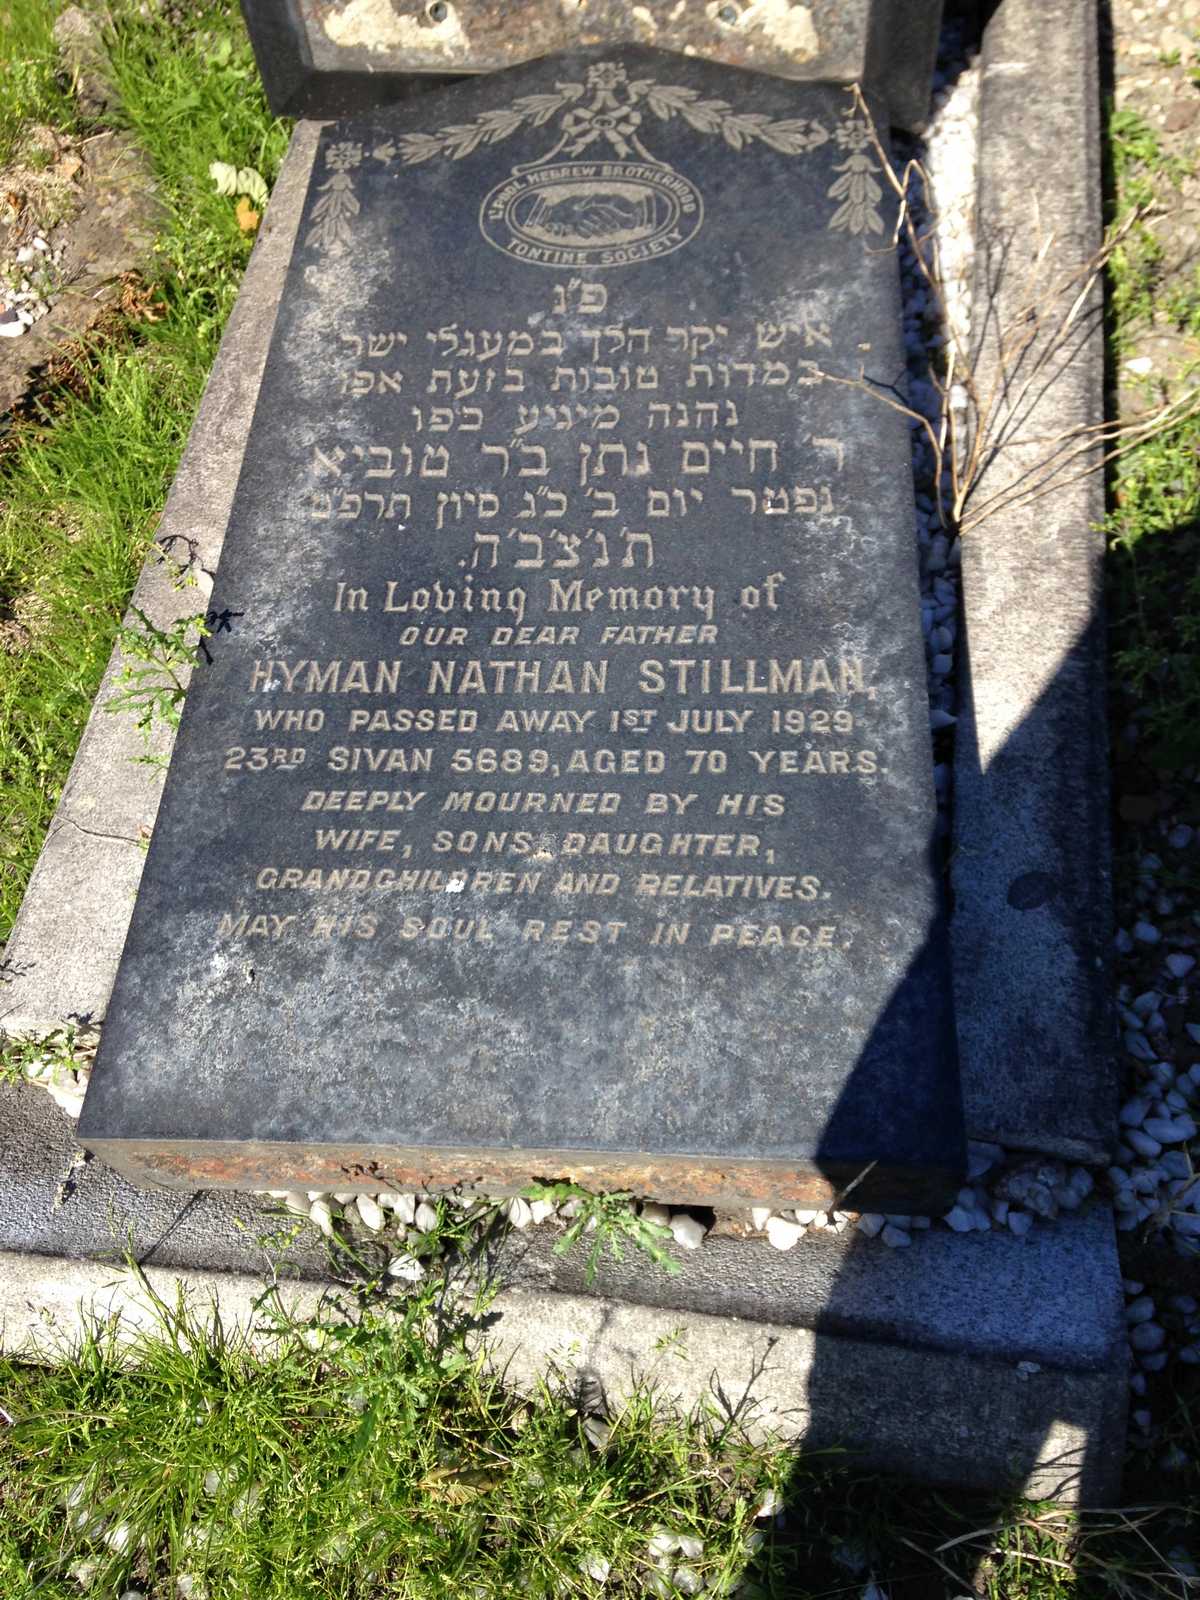 L'POOL HEBREW BROTHERHOOD
TONTINE SOCIETY
פ"נ
איש יקר הלך במעגלי ישר
במדות טובות בזעת אפו
נהנה מיגיע כפו
ר' חיים נתן ב"ר טוביא
נפטר יום ב' כ"ג סיון תרפ"ט
ת'נ'צ'ב'ה.
In Loving Memory of
OUR DEAR FATHER
HYMAN NATHAN STILLMAN,
WHO PASSED AWAY 1ST JULY 1929
23RD SIVAN 5689, AGED 70 YEARS.
DEEPLY MOURNED BY HIS
WIFE, SONS, DAUGHTER,
GRANDCHILDREN AND RELATIVES.
MAY HIS SOUL REST IN PEACE.